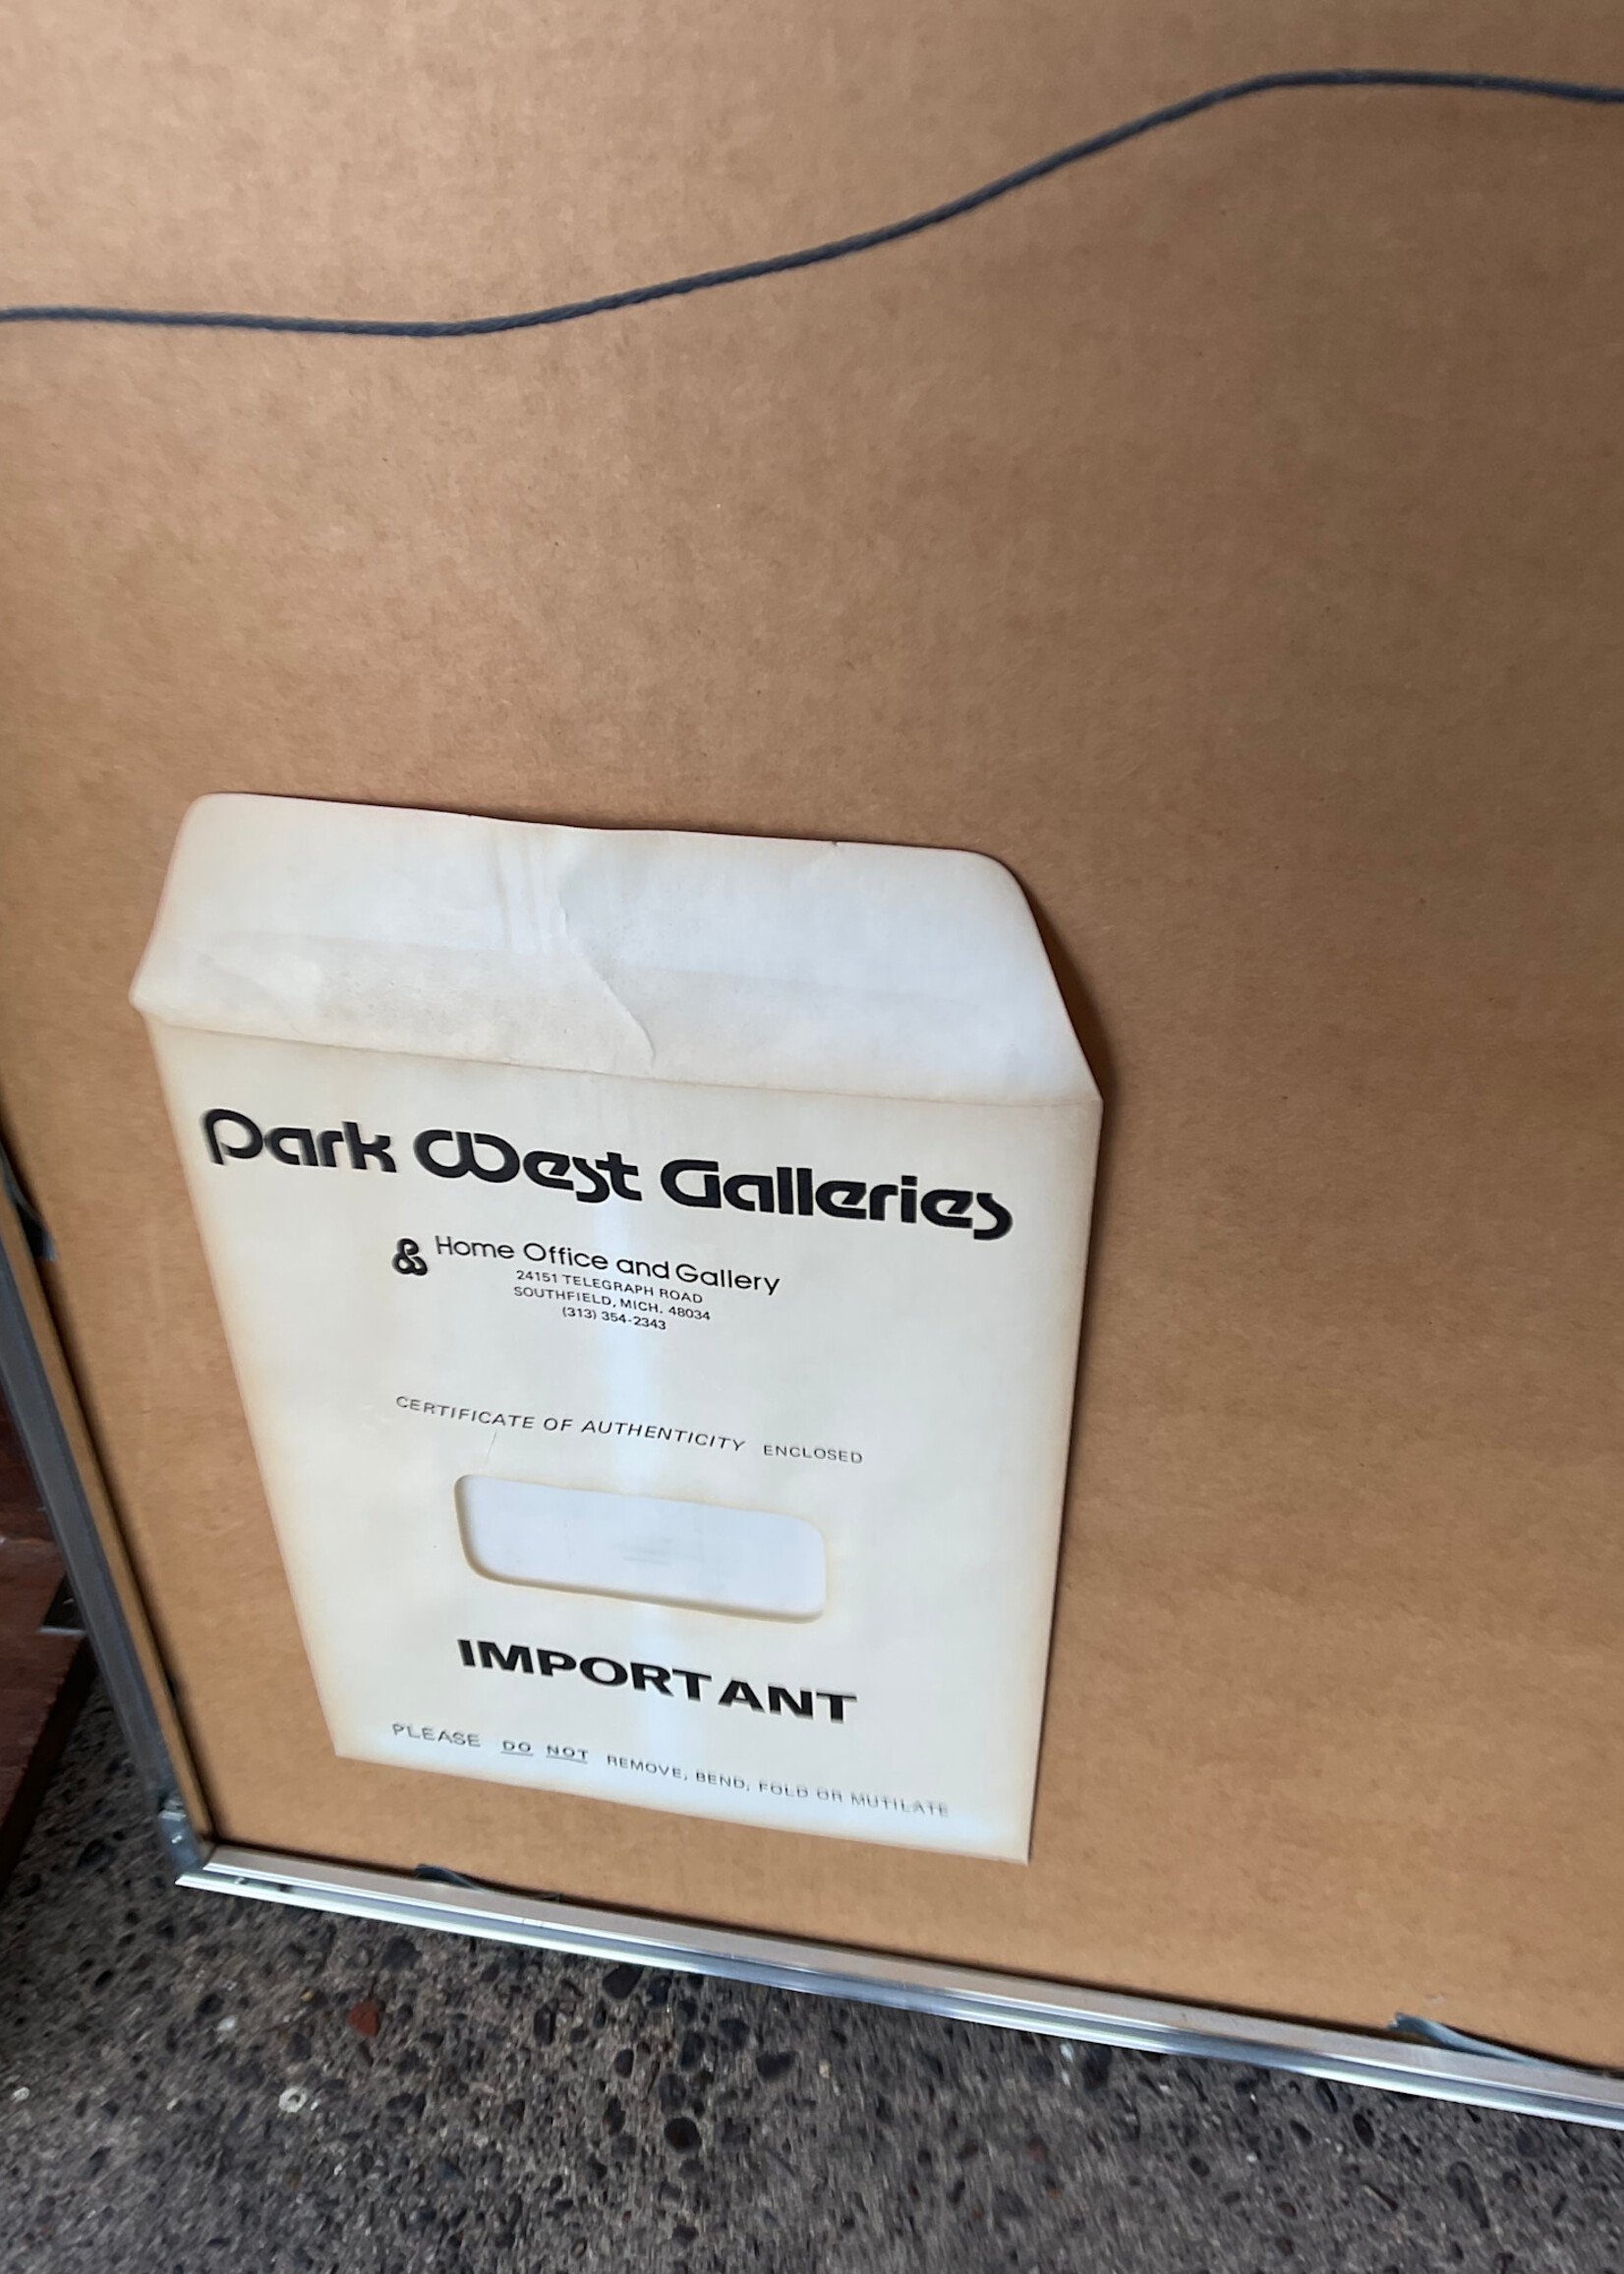 Park West Galleries
& Home Office and Gallery
24151 TELEGRAPH ROAD
SOUTHFIELD, MICH. 48034
(313) 354-2343
CERTIFICATE OF AUTHENTICITY ENCLOSED
IMPORTANT
PLEASE DO NOT REMOVE, BEND, FOLD OR MUTILATE